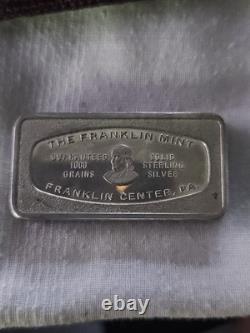 THE FRANKLIN MINT
GUARANTEED
1000
GRAINS
SOLID
STERLING
SILVER
FRANKLIN CENTER, PA.